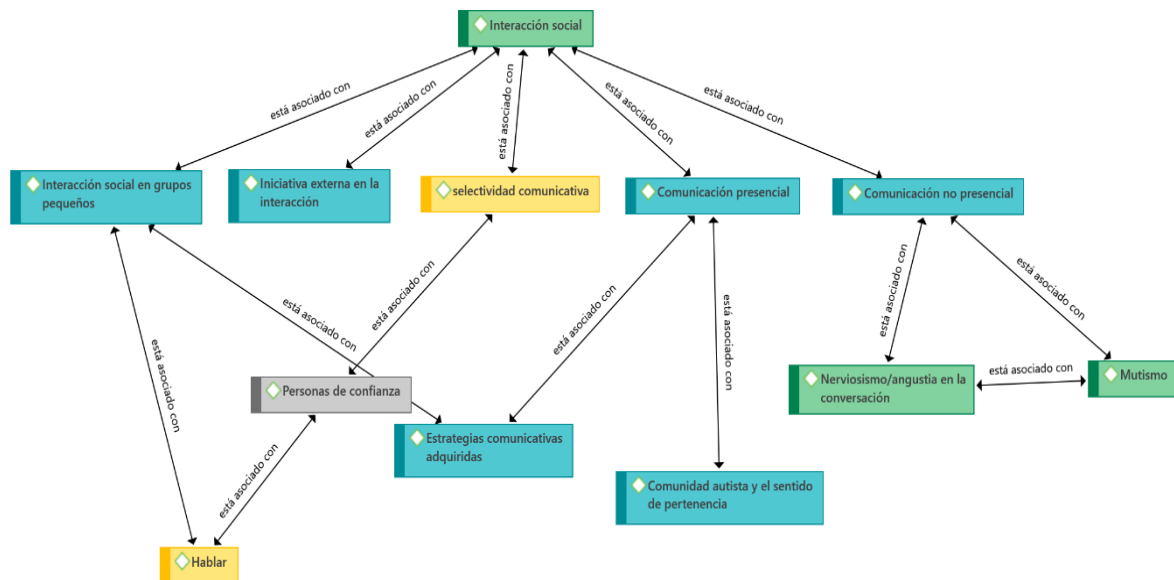 Interacción social
está asociado con
está asociado con
está asociado con
está asociado con
está asociado con
Interacción social en grupos
pequeños
Iniciativa externa en la
interacción
selectividad comunicativa
Comunicación presencial
Comunicación no presencial
está asociado con
está asociado con
está asociado con
está asociado con
está asociado con
está asociado con
está asociado con
Nerviosismo/angustia en la
conversación
está asociado con
Mutismo
Personas de confianza
está asociado con
Estrategias comunicativas
adquiridas
Comunidad autista y el sentido
de pertenencia
Hablar